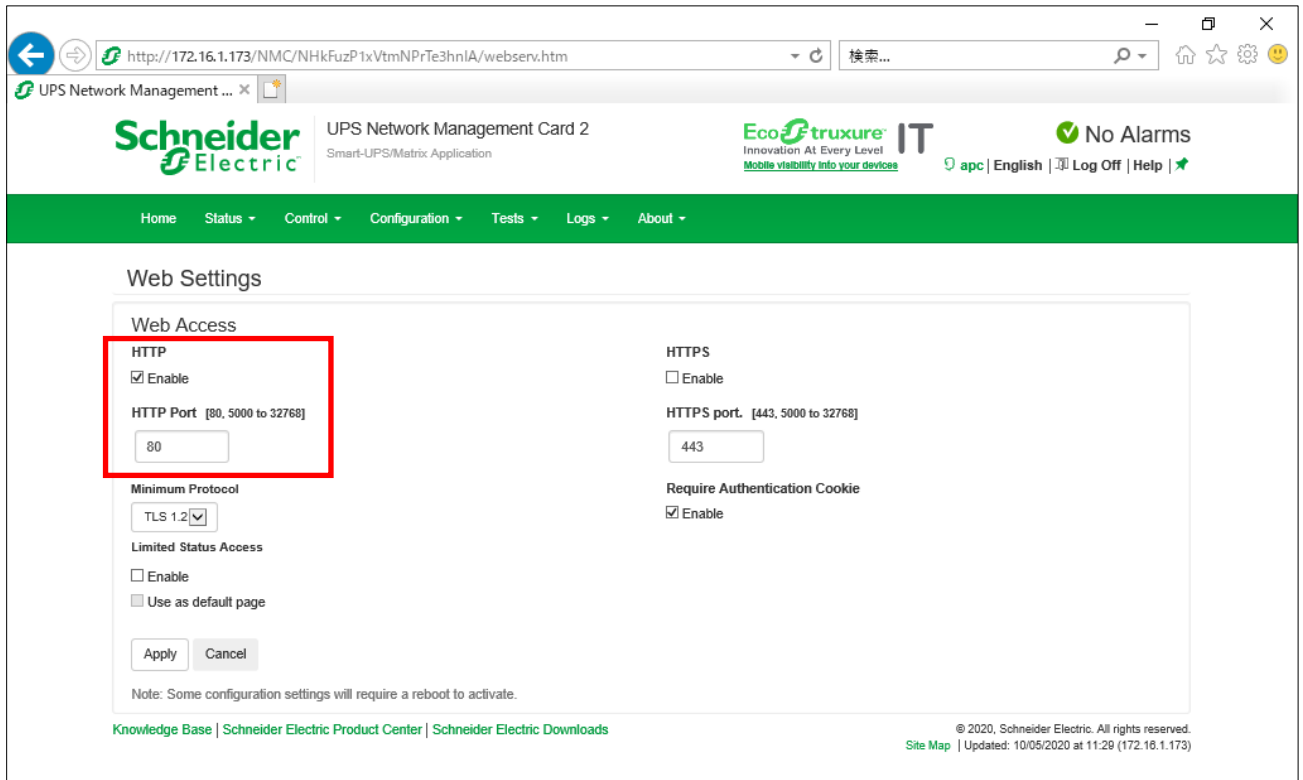 http://172.16.1.173/NMC/NHkFuzP1xVtmNPrTe3hnlA/webserv.htm
検索...
UPS Network Management ...
Schneider Electric
UPS Network Management Card 2
Smart-UPS/Matrix Application
EcoStruxure IT
Innovation At Every Level
Mobile visibility into your devices
No Alarms
apc | English | Log Off | Help |
Home Status Control Configuration Tests Logs About
Web Settings
Web Access
HTTP
Enable
HTTP Port [80, 5000 to 32768]
80
HTTPS
Enable
HTTPS port. [443, 5000 to 32768]
443
Minimum Protocol
TLS 1.2
Require Authentication Cookie
Enable
Limited Status Access
Enable
Use as default page
Apply Cancel
Note: Some configuration settings will require a reboot to activate.
Knowledge Base | Schneider Electric Product Center | Schneider Electric Downloads
© 2020, Schneider Electric. All rights reserved.
Site Map | Updated: 10/05/2020 at 11:29 (172.16.1.173)